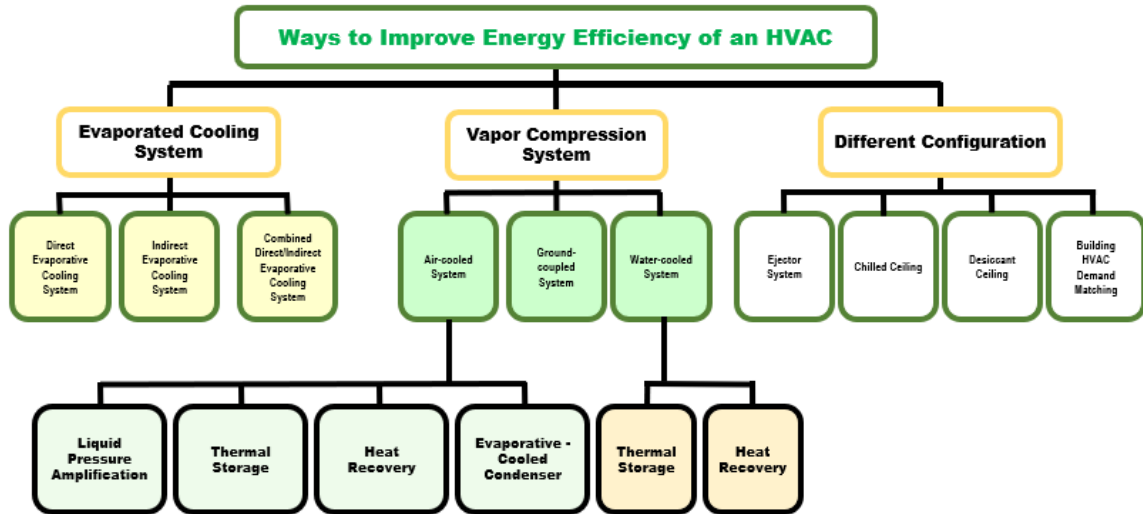 Ways to Improve Energy Efficiency of an HVAC
Evaporated Cooling
System
Vapor Compression
System
Different Configuration
Direct
Evaporative
Cooling
System
Indirect
Evaporative
Cooling
System
Combined
Direct/Indirect
Evaporative
Cooling
System
Air-cooled
System
Ground-
coupled
System
Water-cooled
System
Ejector
System
Chilled Ceiling
Desiccant
Ceiling
Building
HVAC
Demand
Matching
Liquid
Pressure
Amplification
Thermal
Storage
Heat
Recovery
Evaporative -
Cooled
Condenser
Thermal
Storage
Heat
Recovery